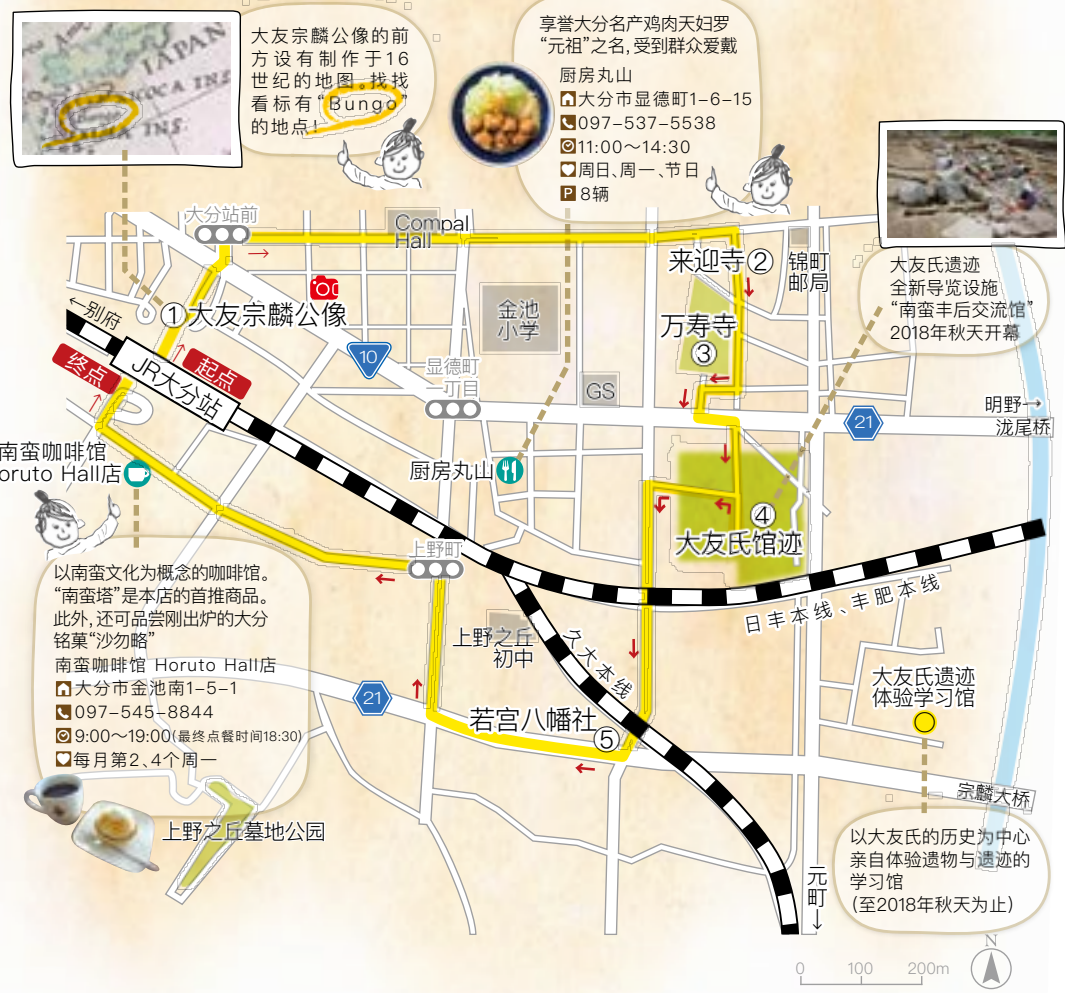 JAPAN
IKOCA INS.
Bungo
INS.
大友宗麟公像的前
方设有制作于16
世纪的地图。找找
看标有“Bungo”
的地点!
享誉大分名产鸡肉天妇罗
“元祖”之名,受到群众爱戴
厨房丸山
大分市显德町1-6-15
097-537-5538
11:00～14:30
周日、周一、节日
P 8辆
大友氏遗迹
全新导览设施
“南蛮丰后交流馆”
2018年秋天开幕
大分站前
Compal
Hall
来迎寺②
锦町
邮局
①大友宗麟公像
金池
小学
万寿寺
③
←别府
10
显德町
丁目
起点
终点
JR大分站
GS
21
明野→
泷尾桥
南蛮咖啡馆
oruto Hall店
厨房丸山
④
大友氏馆迹
上野町
日丰本线、丰肥本线
以南蛮文化为概念的咖啡馆。
“南蛮塔”是本店的首推商品。
此外,还可品尝刚出炉的大分
铭菓“沙勿略”
南蛮咖啡馆 Horuto Hall店
大分市金池南1-5-1
097-545-8844
9:00～19:00(最终点餐时间18:30)
每月第2、4个周一
上野之丘
初中
久大本线
21
若宫八幡社
⑤
大友氏遗迹
体验学习馆
宗麟大桥
上野之丘墓地公园
以大友氏的历史为中心
亲自体验遗物与遗迹的
学习馆
(至2018年秋天为止)
元町↓
N
0 100 200m